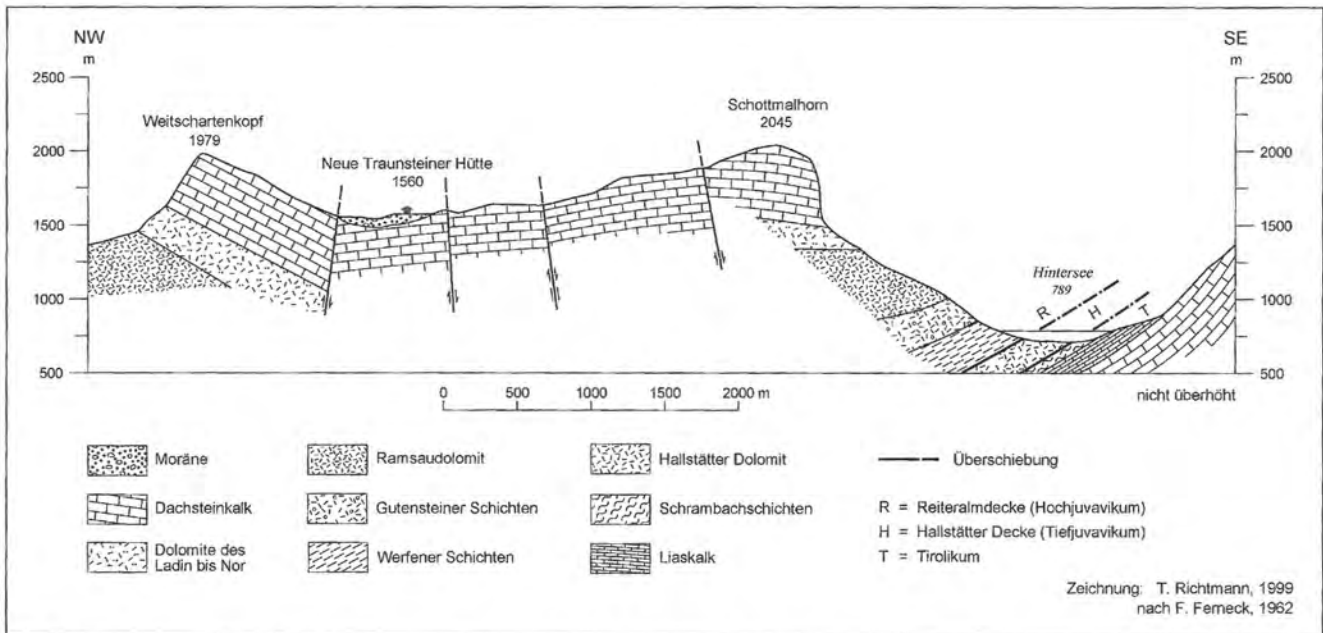 NW
m
SE
m
2500
2000
1500
1000
500
2500
2000
1500
1000
500
Weitschartenkopf
1979
Neue Traunsteiner Hütte
1560
Schottmalhorn
2045
Hintersee
789
R
H
T
nicht überhöht
0 500 1000 1500 2000 m
Moräne
Dachsteinkalk
Dolomite des
Ladin bis Nor
Ramsaudolomit
Gutensteiner Schichten
Werfener Schichten
Hallstätter Dolomit
Schrambachschichten
Liaskalk
Überschiebung
R = Reiteralmdecke (Hochjuvavikum)
H = Hallstätter Decke (Tiefjuvavikum)
T = Tirolikum
Zeichnung: T. Richtmann, 1999
nach F. Ferneck, 1962